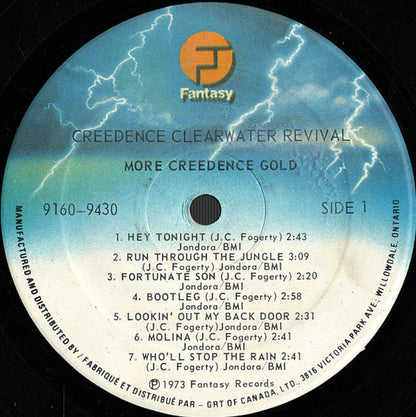 Fantasy
CREEDENCE CLEARWATER REVIVAL
MORE CREEDENCE GOLD
9160-9430
SIDE 1
1. HEY TONIGHT (J.C. Fogerty) 2:43
Jondora/BMI
2. RUN THROUGH THE JUNGLE 3:09
(J.C. Fogerty) Jondora/BMI
3. FORTUNATE SON (J.C. Fogerty) 2:20
Jondora/BMI
4. BOOTLEG (J.C. Fogerty) 2:58
Jondora/BMI
5. LOOKIN' OUT MY BACK DOOR 2:31
(J.C. Fogerty)Jondora/BMI
6. MOLINA (J.C. Fogerty) 2:41
Jondora/BMI
7. WHO'LL STOP THE RAIN 2:41
(J.C. Fogerty) Jondora/BMI
℗ 1973 Fantasy Records
MANUFACTURED AND DISTRIBUTED BY / FABRIQUÉ ET DISTRIBUÉ PAR – GRT OF CANADA, LTD., 3816 VICTORIA PARK AVE. WILLOWDALE, ONTARIO